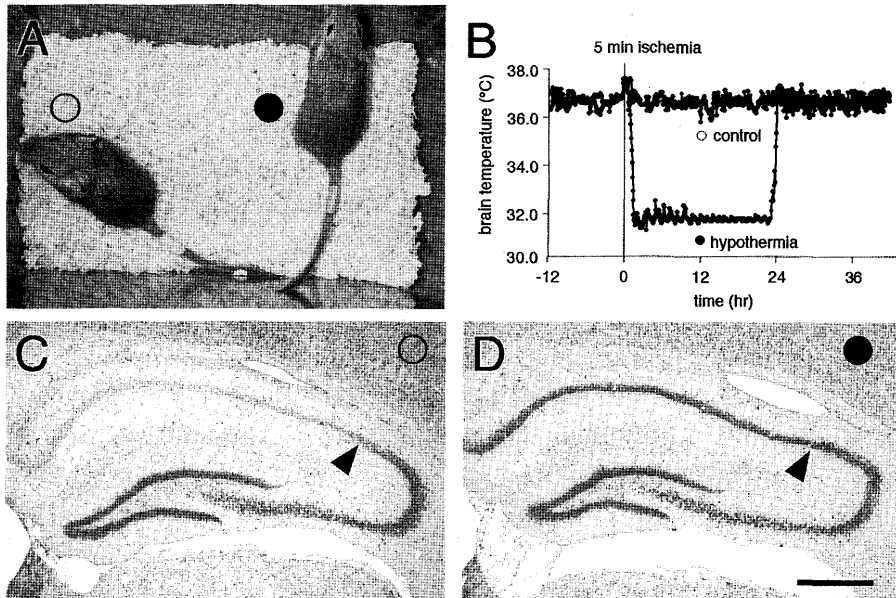 A
B
5 min ischemia
38.0
36.0
34.0
32.0
30.0
brain temperature (°C)
○ control
● hypothermia
-12
0
12
24
36
time (hr)
C
D